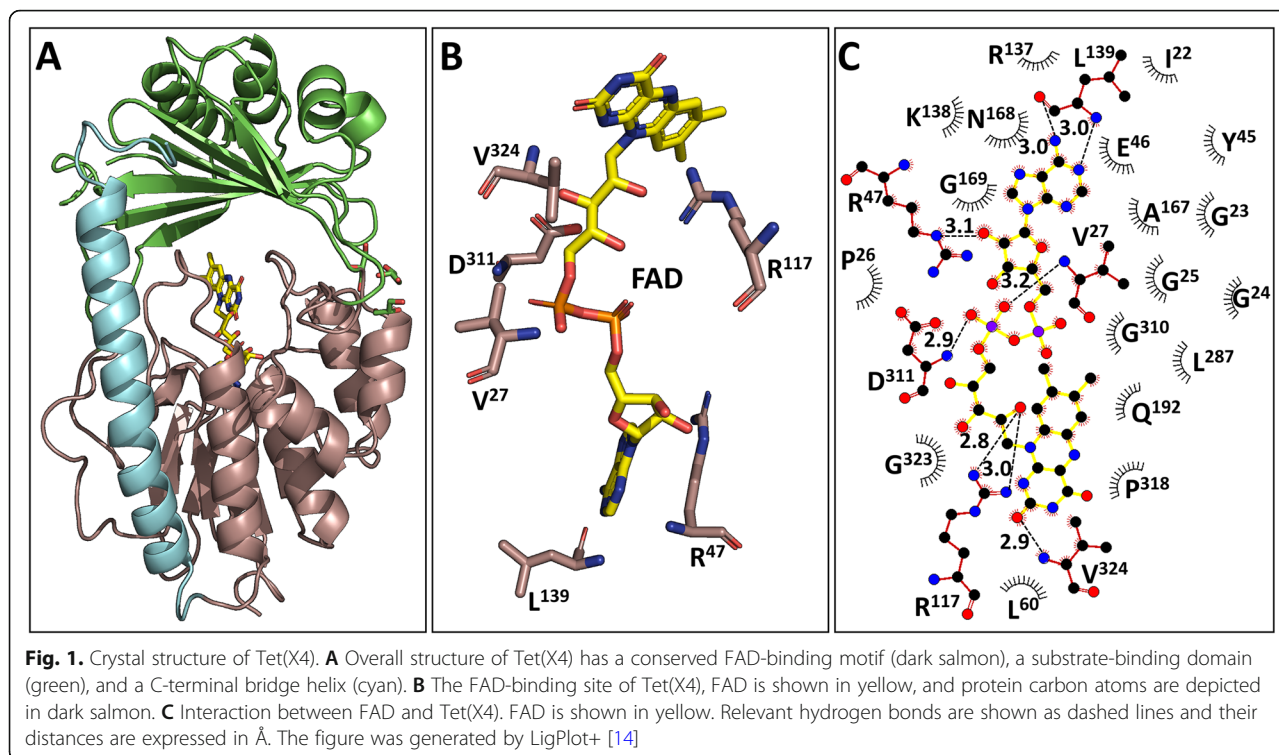 A
B
V324
D311
V27
FAD
R117
R47
L139
C
R137
L139
I22
K138
N168
3.0
3.0
E46
Y45
R47
G169
3.1
A167
G23
V27
P26
3.2
G25
G24
2.9
G310
D311
L287
Q192
2.8
G323
3.0
P318
2.9
V324
R117
L60
Fig. 1. Crystal structure of Tet(X4). A Overall structure of Tet(X4) has a conserved FAD-binding motif (dark salmon), a substrate-binding domain
(green), and a C-terminal bridge helix (cyan). B The FAD-binding site of Tet(X4), FAD is shown in yellow, and protein carbon atoms are depicted
in dark salmon. C Interaction between FAD and Tet(X4). FAD is shown in yellow. Relevant hydrogen bonds are shown as dashed lines and their
distances are expressed in Å. The figure was generated by LigPlot+ [14]